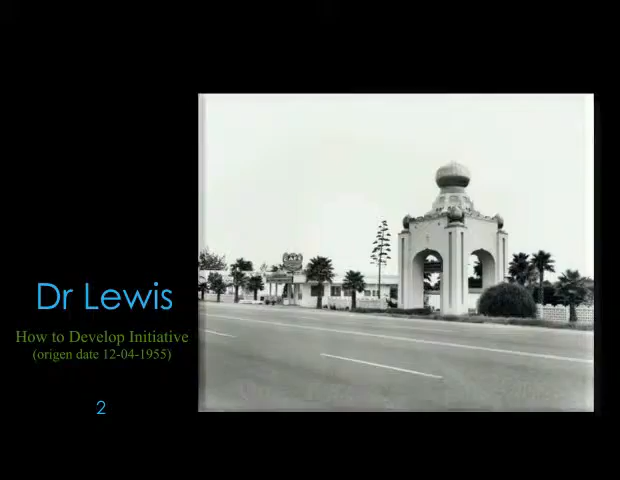 Dr Lewis
How to Develop Initiative
(origen date 12-04-1955)
2